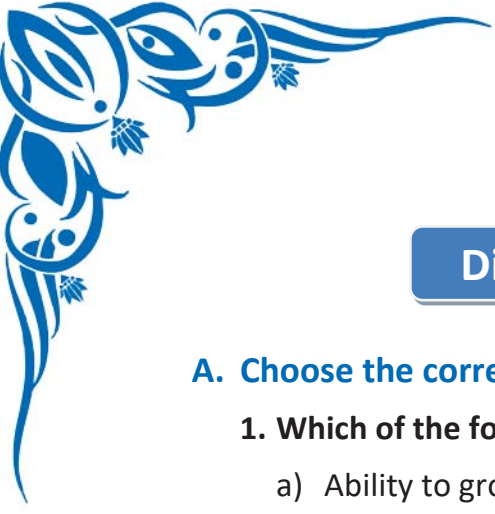 Di
A. Choose the corre
1. Which of the fo
a) Ability to gro